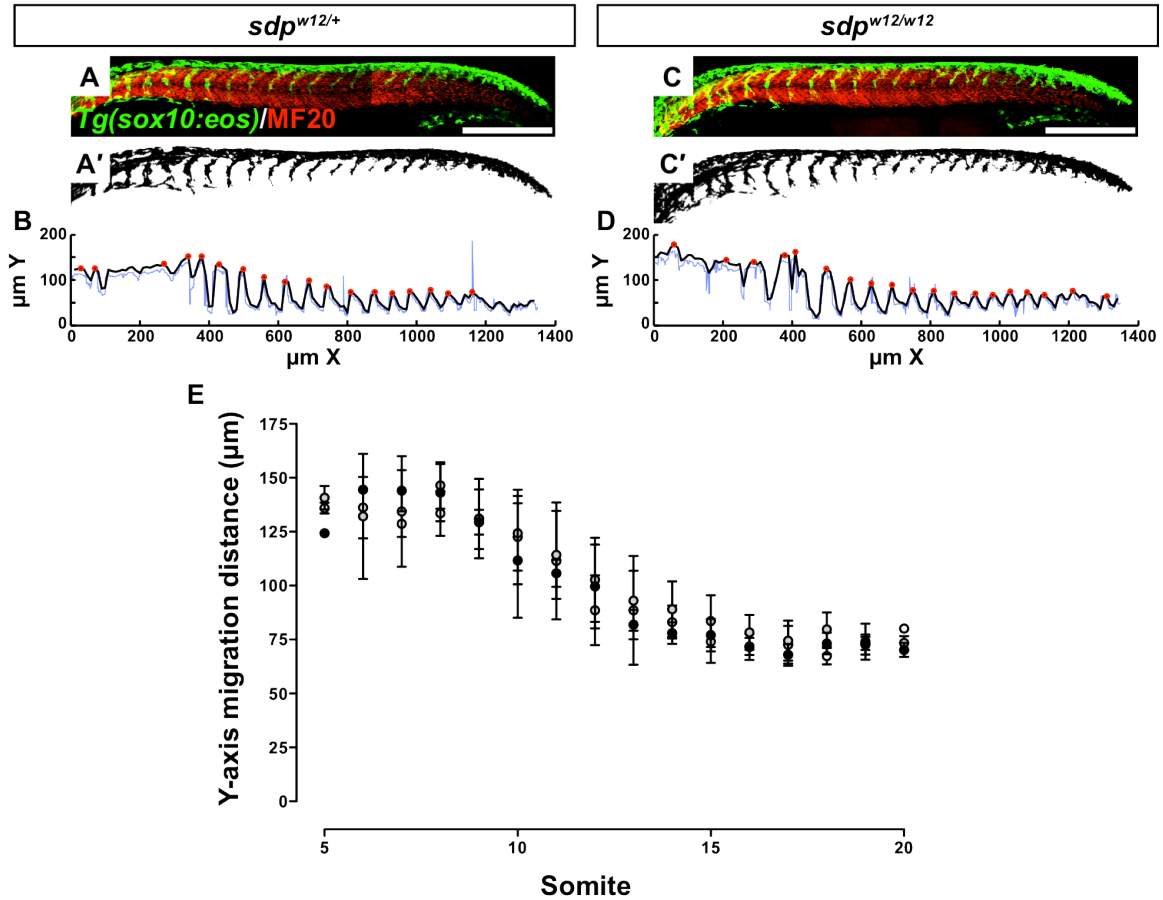 sdpw12/+ sdpw12/w12
A C
Tg(sox10:eos)/MF20
A′ C′
B D
200 200
100 100
0 0
µm Y µm Y
0 200 400 600 800 1000 1200 1400 0 200 400 600 800 1000 1200 1400
µm X µm X
E
175
150
125
100
75
50
25
0
Y-axis migration distance (µm)
5 10 15 20
Somite